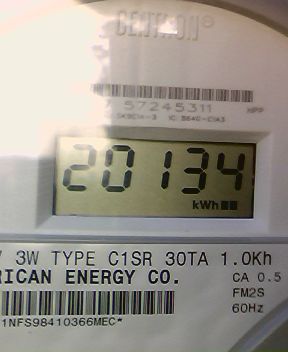 CENTRON®
57245311 HPP
20134
kWh
3W TYPE C1SR 30TA 1.0Kh
RICAN ENERGY CO. CA 0.5
FM2S
60Hz
1NFS98410366MEC*